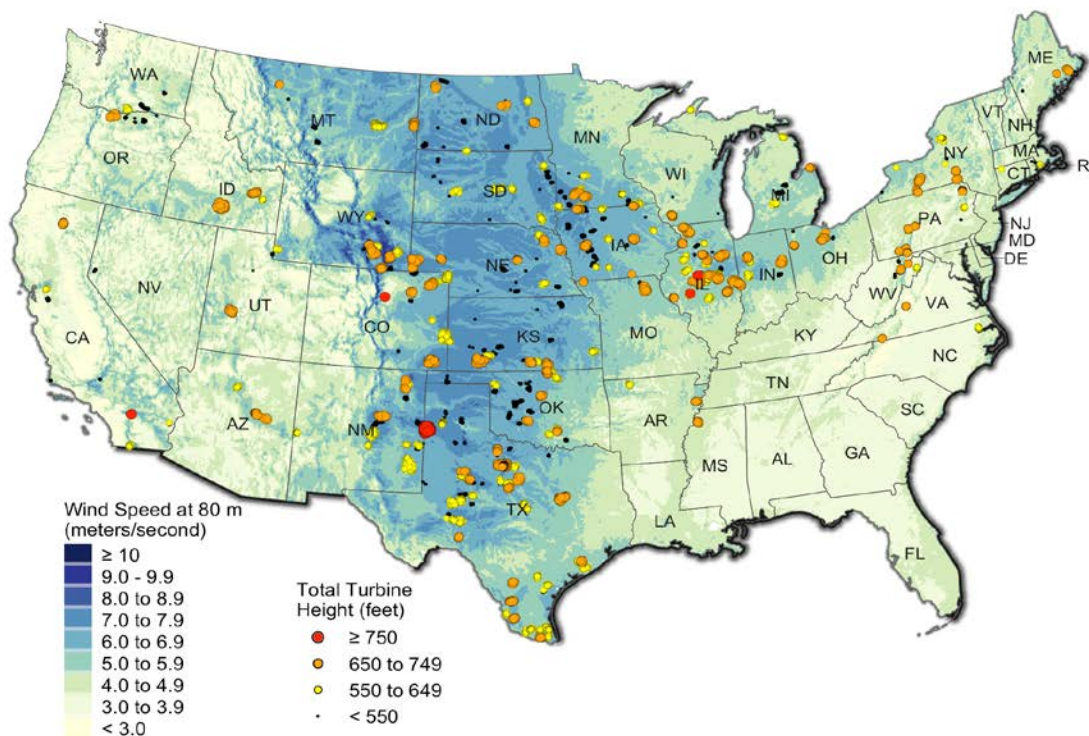 WA
ME
MT
ND
MN
VT
NH
OR
ID
SD
WI
NY
MA
CT
R
MI
WY
IA
PA
NJ
MD
DE
NE
NV
UT
IL
IN
OH
WV
VA
CA
CO
KS
MO
KY
NC
TN
AZ
NM
OK
AR
SC
MS
AL
GA
TX
LA
FL
Wind Speed at 80 m
(meters/second)
≥ 10
9.0 - 9.9
8.0 to 8.9
7.0 to 7.9
6.0 to 6.9
5.0 to 5.9
4.0 to 4.9
3.0 to 3.9
< 3.0
Total Turbine
Height (feet)
≥ 750
650 to 749
550 to 649
< 550